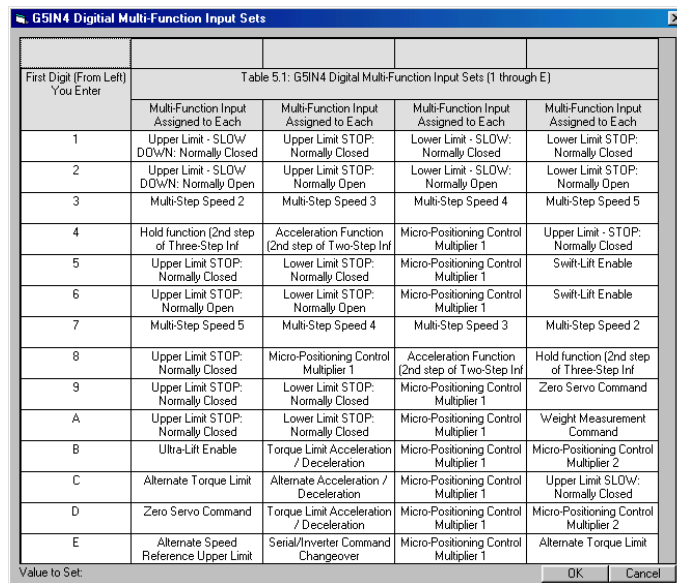 G5IN4 Digitial Multi-Function Input Sets
First Digit (From Left)
You Enter
Table 5.1: G5IN4 Digital Multi-Function Input Sets (1 through E)
Multi-Function Input
Assigned to Each
Multi-Function Input
Assigned to Each
Multi-Function Input
Assigned to Each
Multi-Function Input
Assigned to Each
1
Upper Limit - SLOW
DOWN: Normally Closed
Upper Limit STOP:
Normally Closed
Lower Limit - SLOW:
Normally Closed
Lower Limit STOP:
Normally Closed
2
Upper Limit - SLOW
DOWN: Normally Open
Upper Limit STOP:
Normally Open
Lower Limit - SLOW:
Normally Open
Lower Limit STOP:
Normally Open
3
Multi-Step Speed 2
Multi-Step Speed 3
Multi-Step Speed 4
Multi-Step Speed 5
4
Hold function (2nd step
of Three-Step Inf
Acceleration Function
(2nd step of Two-Step Inf
Micro-Positioning Control
Multiplier 1
Upper Limit - STOP:
Normally Closed
5
Upper Limit STOP:
Normally Closed
Lower Limit STOP:
Normally Closed
Micro-Positioning Control
Multiplier 1
Swift-Lift Enable
6
Upper Limit STOP:
Normally Open
Lower Limit STOP:
Normally Open
Micro-Positioning Control
Multiplier 1
Swift-Lift Enable
7
Multi-Step Speed 5
Multi-Step Speed 4
Multi-Step Speed 3
Multi-Step Speed 2
8
Upper Limit STOP:
Normally Closed
Micro-Positioning Control
Multiplier 1
Acceleration Function
(2nd step of Two-Step Inf
Hold function (2nd step
of Three-Step Inf
9
Upper Limit STOP:
Normally Closed
Lower Limit STOP:
Normally Closed
Micro-Positioning Control
Multiplier 1
Zero Servo Command
A
Upper Limit STOP:
Normally Closed
Lower Limit STOP:
Normally Closed
Micro-Positioning Control
Multiplier 1
Weight Measurement
Command
B
Ultra-Lift Enable
Torque Limit Acceleration
/ Deceleration
Micro-Positioning Control
Multiplier 1
Micro-Positioning Control
Multiplier 2
C
Alternate Torque Limit
Alternate Acceleration /
Deceleration
Micro-Positioning Control
Multiplier 1
Upper Limit SLOW:
Normally Closed
D
Zero Servo Command
Torque Limit Acceleration
/ Deceleration
Micro-Positioning Control
Multiplier 1
Micro-Positioning Control
Multiplier 2
E
Alternate Speed
Reference Upper Limit
Serial/Inverter Command
Changeover
Micro-Positioning Control
Multiplier 1
Alternate Torque Limit
Value to Set:
OK
Cancel